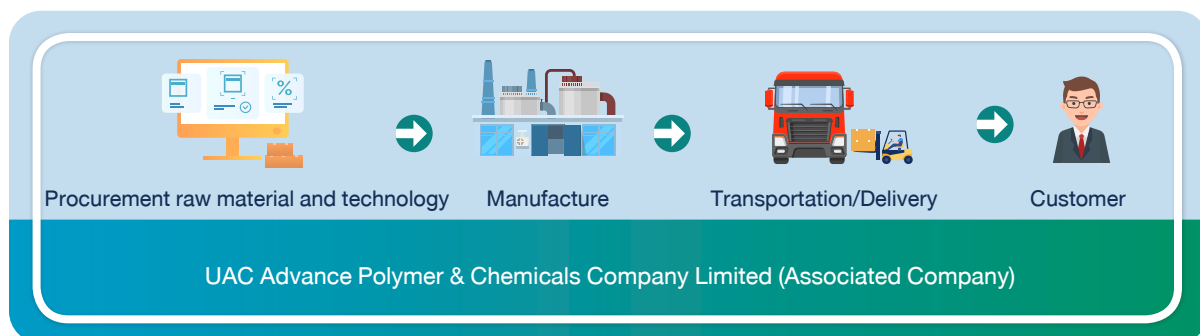 Procurement raw material and technology
Manufacture
Transportation/Delivery
Customer
UAC Advance Polymer & Chemicals Company Limited (Associated Company)